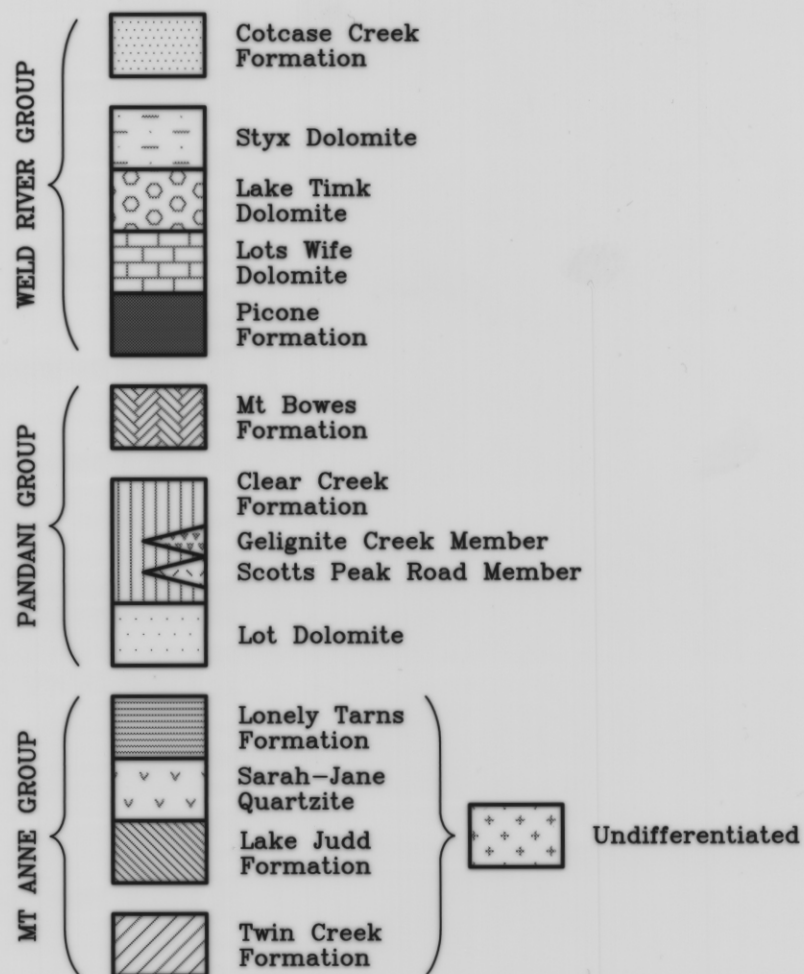 WELD RIVER GROUP
Cotcase Creek
Formation
Styx Dolomite
Lake Timk
Dolomite
Lots Wife
Dolomite
Picone
Formation
PANDANI GROUP
Mt Bowes
Formation
Clear Creek
Formation
Gelignite Creek Member
Scotts Peak Road Member
Lot Dolomite
MT ANNE GROUP
Lonely Tarns
Formation
Sarah-Jane
Quartzite
Lake Judd
Formation
Twin Creek
Formation
Undifferentiated